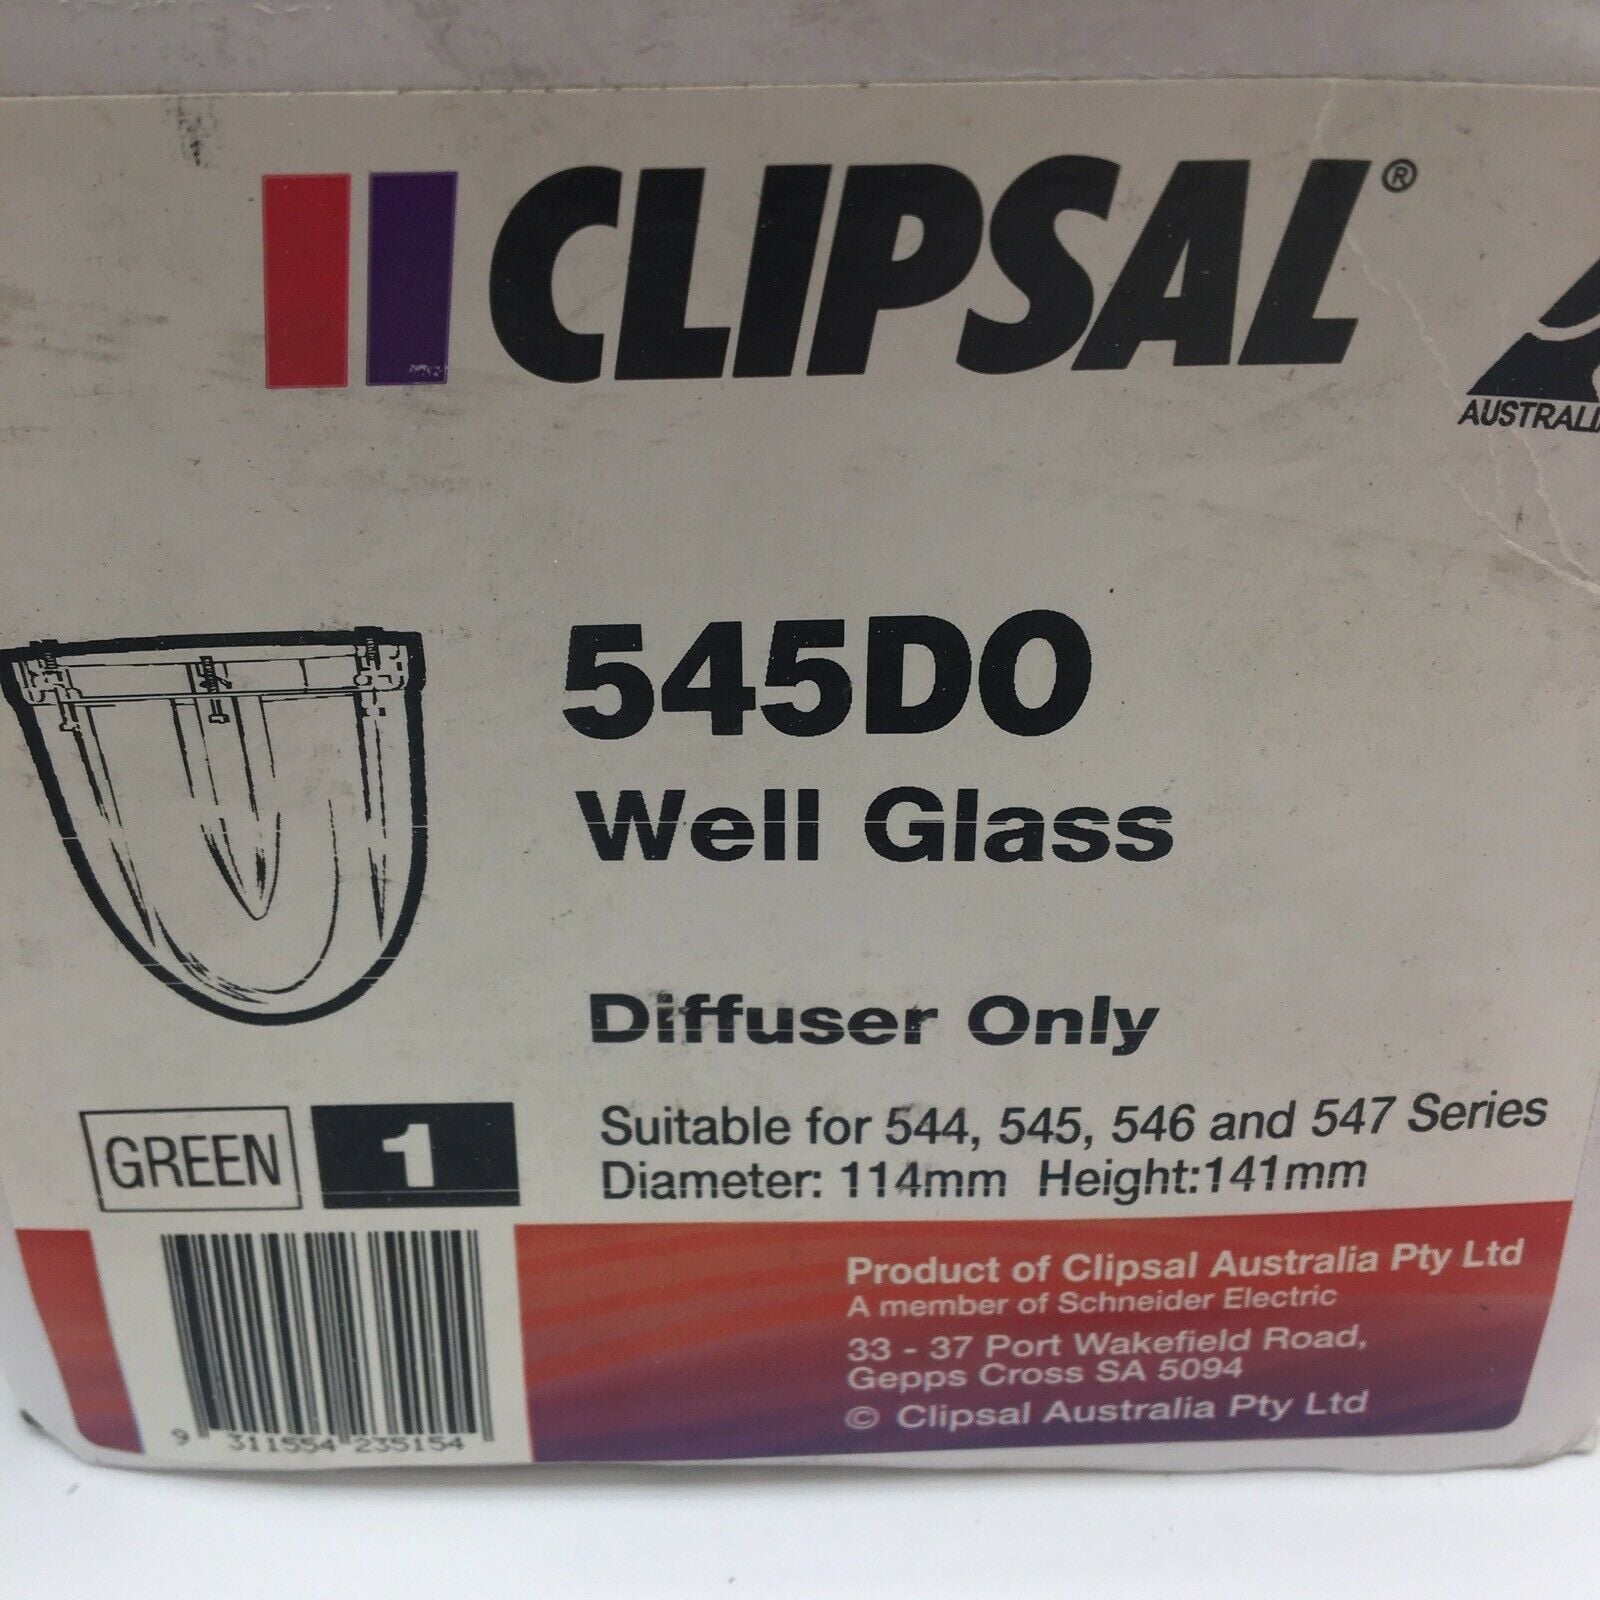 CLIPSAL®
545DO
Well Glass
Diffuser Only
GREEN 1
Suitable for 544, 545, 546 and 547 Series
Diameter: 114mm Height:141mm
Product of Clipsal Australia Pty Ltd
A member of Schneider Electric
33 - 37 Port Wakefield Road,
Gepps Cross SA 5094
© Clipsal Australia Pty Ltd
9 311554 235154